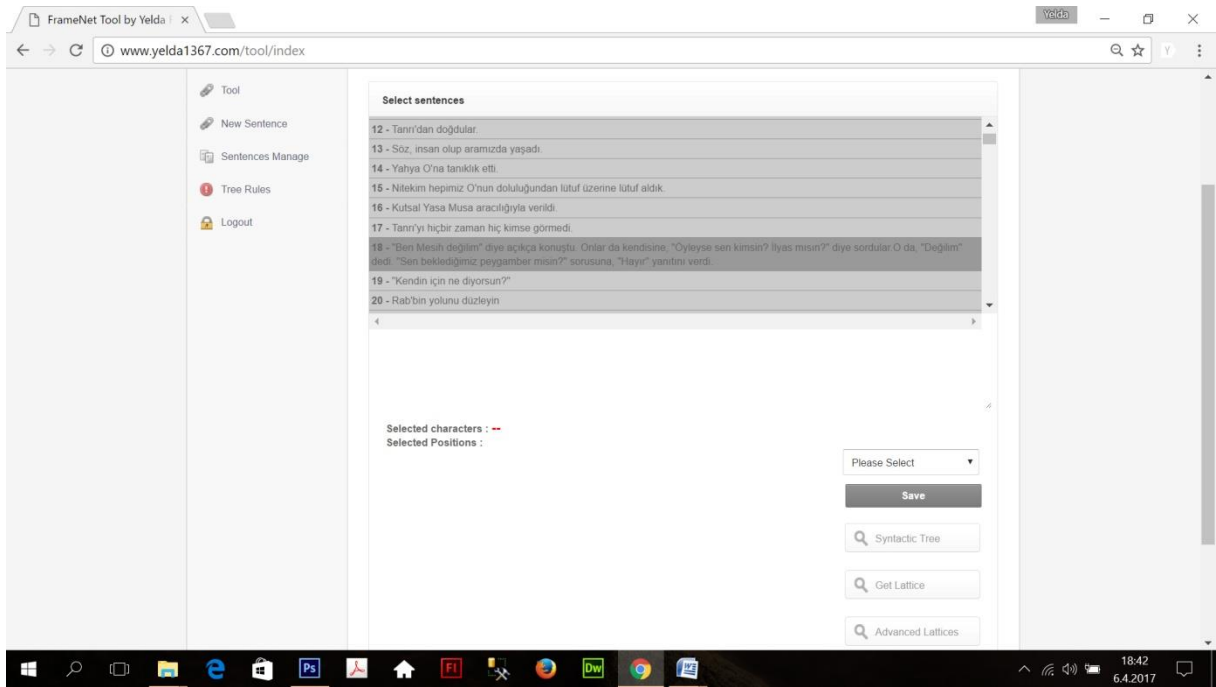 FrameNet Tool by Yelda
Yelda
www.yelda1367.com/tool/index
Y
Tool
New Sentence
Sentences Manage
Tree Rules
Logout
Select sentences
12 - Tanrı'dan doğdular.
13 - Söz, insan olup aramızda yaşadı.
14 - Yahya O'na tanıklık etti.
15 - Nitekim hepimiz O'nun doluluğundan lütuf üzerine lütuf aldık.
16 - Kutsal Yasa Musa aracılığıyla verildi.
17 - Tanrı'yı hiçbir zaman hiç kimse görmedi.
18 - "Ben Mesih değilim" diye açıkça konuştu. Onlar da kendisine, "Öyleyse sen kimsin? İlyas mısın?" diye sordular.O da, "Değilim"
dedi. "Sen beklediğimiz peygamber misin?" sorusuna, "Hayır" yanıtını verdi.
19 - "Kendin için ne diyorsun?"
20 - Rab'bin yolunu düzleyin
Selected characters : --
Selected Positions :
Please Select
Save
Syntactic Tree
Get Lattice
Advanced Lattices
Ps
Fl
Dw
W
18:42
6.4.2017